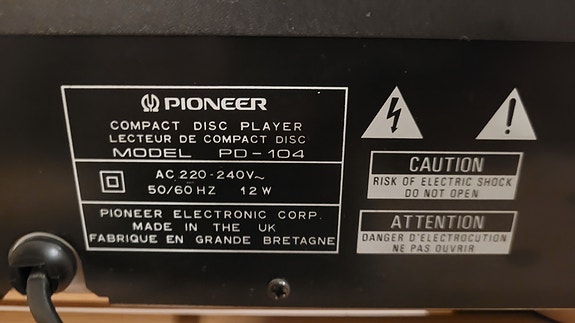 PIONEER
COMPACT DISC PLAYER
LECTEUR DE COMPACT DISC
MODEL PD-104
AC 220-240V~
50/60 HZ 12 W
PIONEER ELECTRONIC CORP.
MADE IN THE UK
FABRIQUE EN GRANDE BRETAGNE
CAUTION
RISK OF ELECTRIC SHOCK
DO NOT OPEN
ATTENTION
DANGER D'ELECTROCUTION
NE PAS OUVRIR